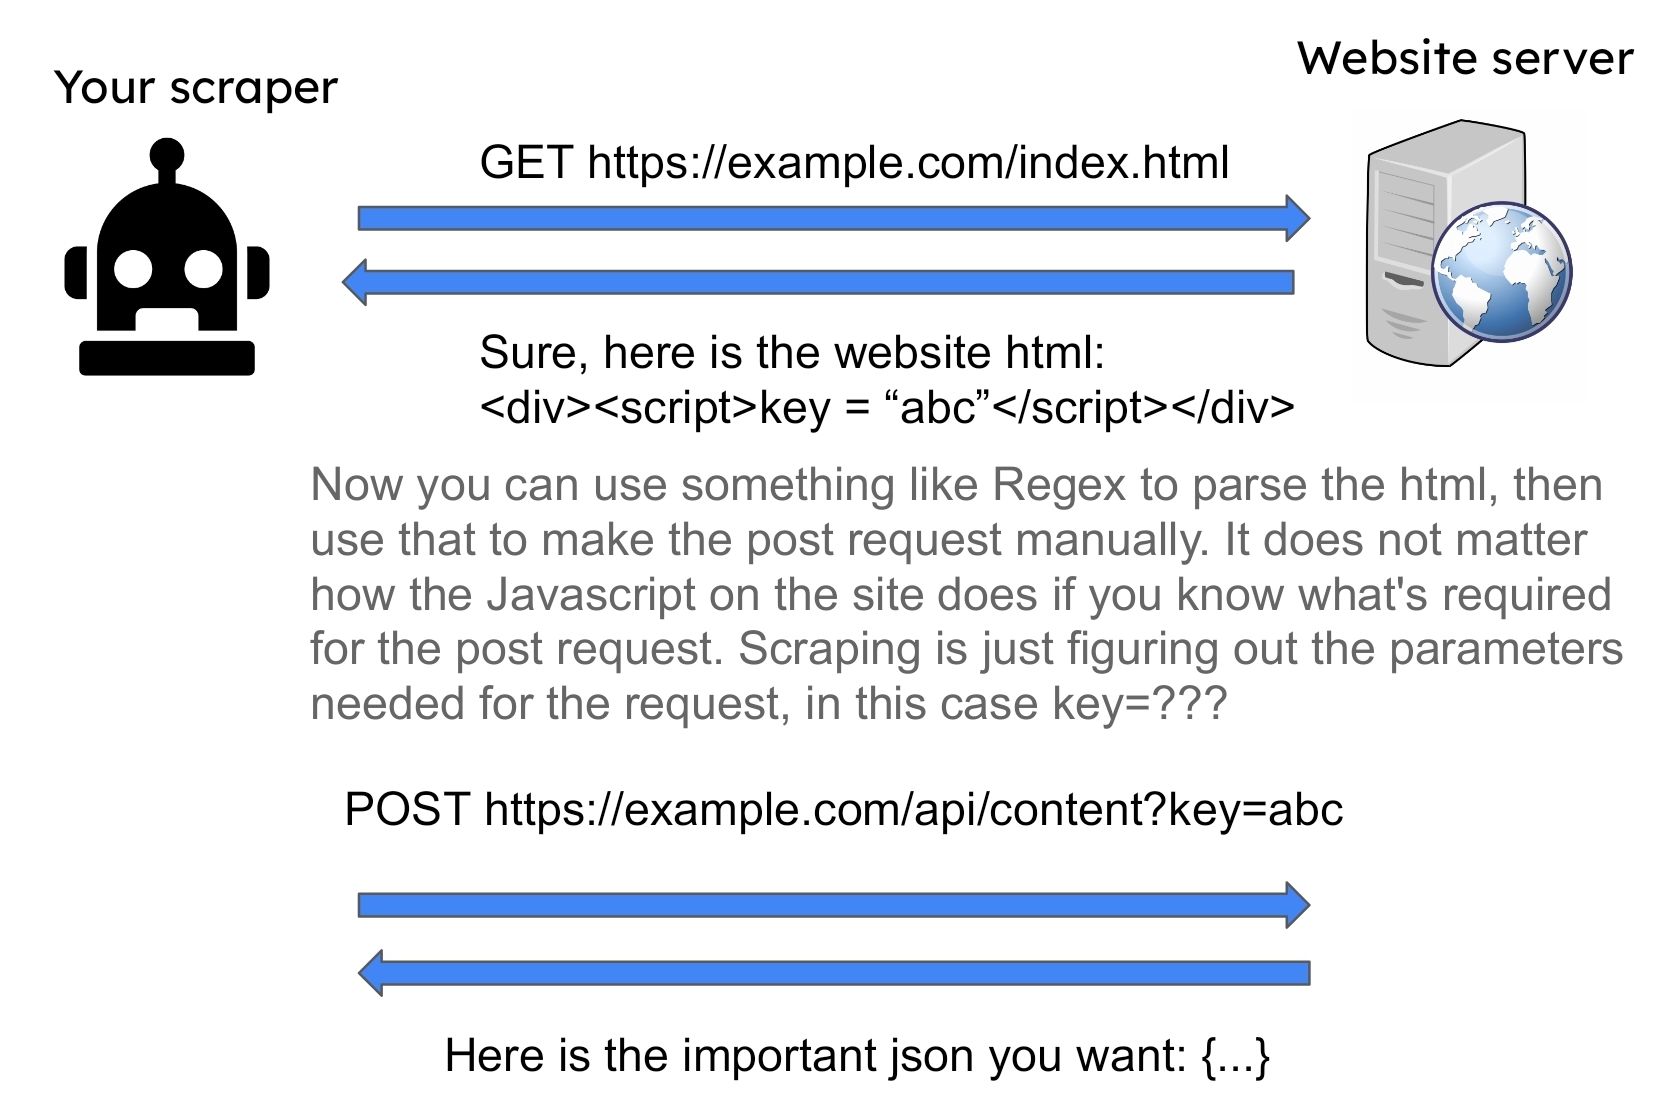 Your scraper
Website server
GET https://example.com/index.html
Sure, here is the website html:
<div><script>key = “abc”</script></div>
Now you can use something like Regex to parse the html, then
use that to make the post request manually. It does not matter
how the Javascript on the site does if you know what's required
for the post request. Scraping is just figuring out the parameters
needed for the request, in this case key=???
POST https://example.com/api/content?key=abc
Here is the important json you want: {...}